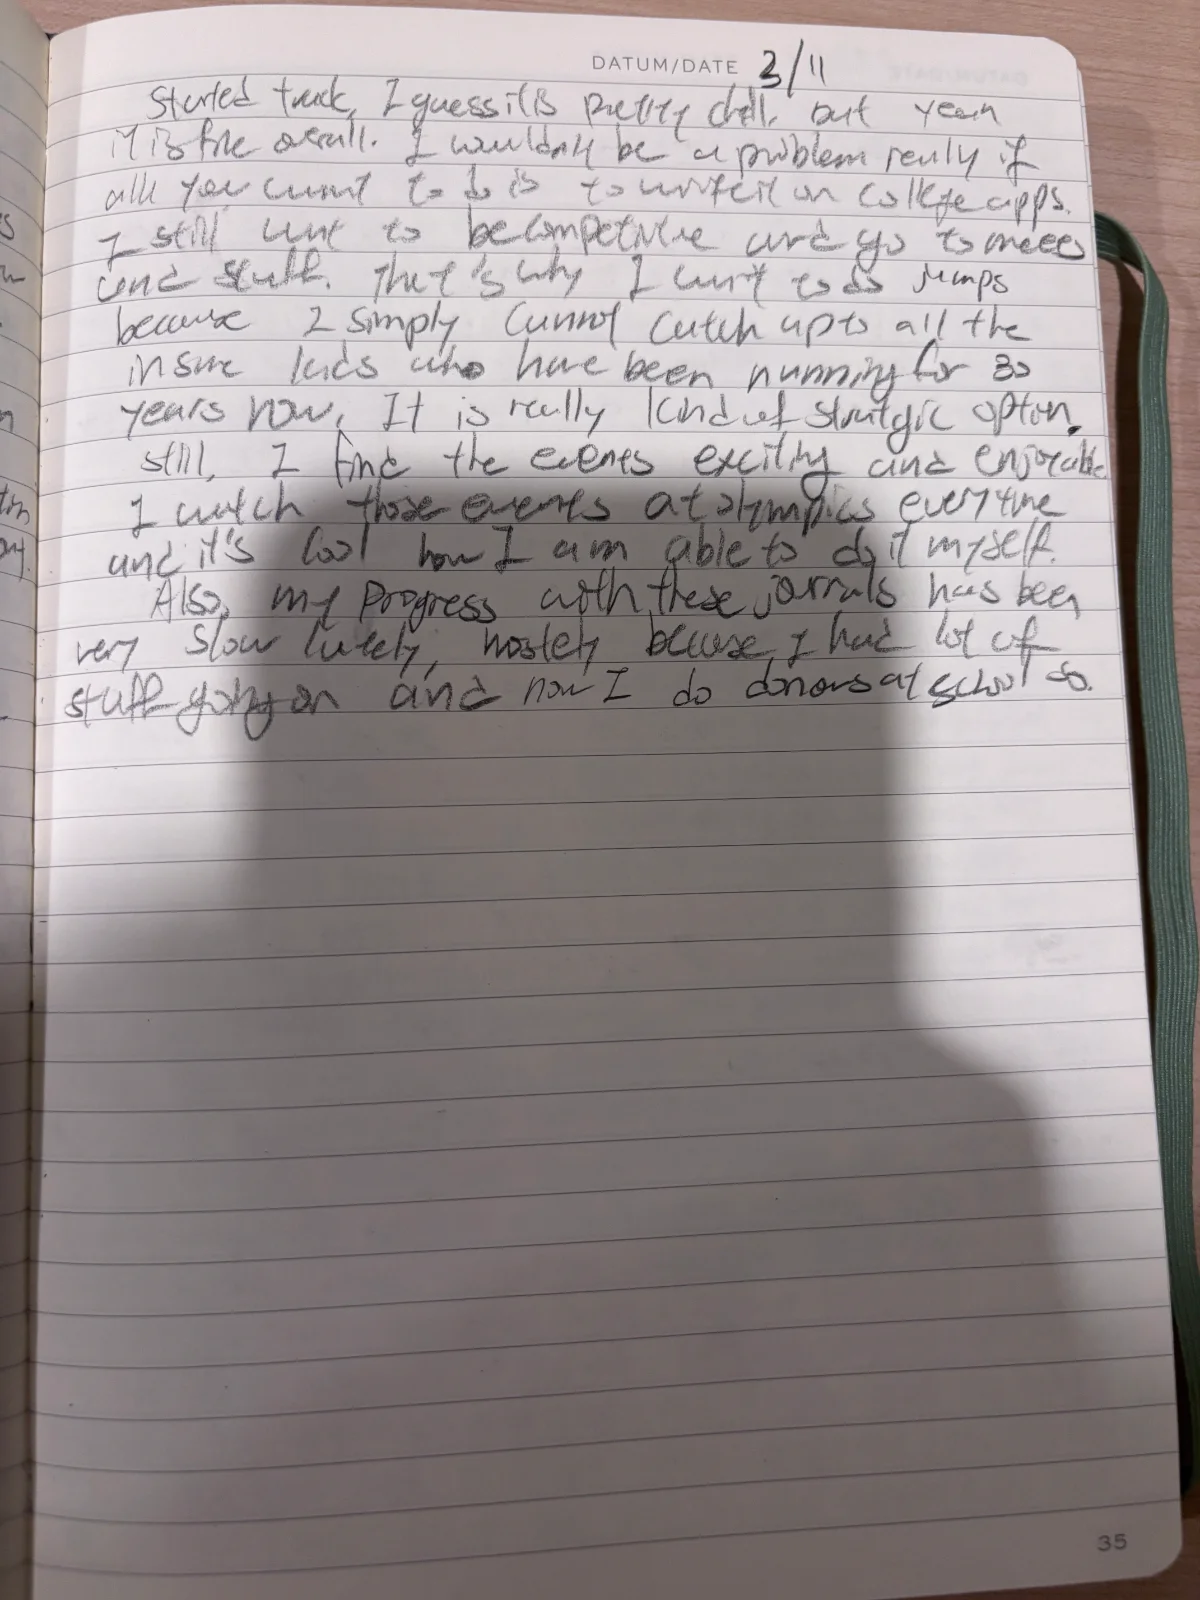 DATUM/DATE 3/11
Started track, I guess it is pretty chill. but yeah
it is fine overall. I wouldn't be a problem really if
all you want to do is to write it on college apps.
I still want to be competitive and go to meets
and stuff. That's why I want to do jumps
because I simply cannot catch up to all the
insane kids who have been running for 30
years now. It is really kind of strategic option.
still, I find the events exciting and enjoyable
I watch those events at olympics everytime
and it's cool how I am able to do it myself.
Also, my progress with these jorrnals has been
very slow lately, mostely because I had lot of
stuff going on and now I do at school so.
35